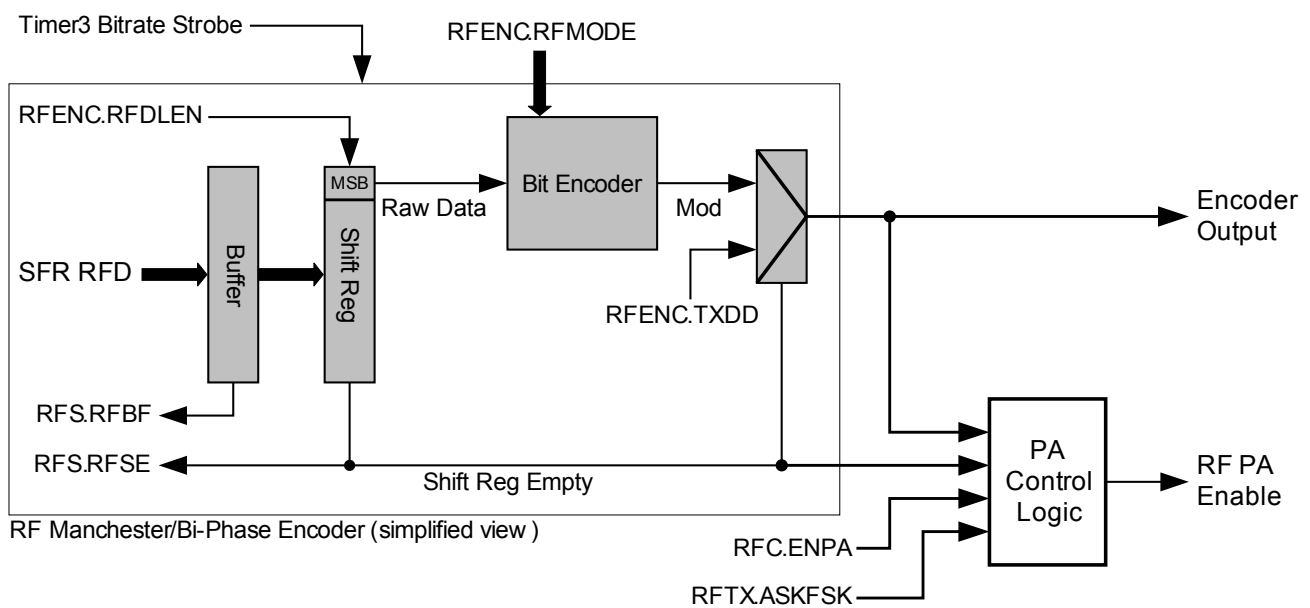 Timer3 Bitrate Strobe
RFENC.RFMODE
RFENC.RFDLEN
MSB
Raw Data
Bit Encoder
Mod
Encoder
Output
SFR RFD
Buffer
Shift Reg
RFENC.TXDD
RFS.RFBF
RFS.RFSE
Shift Reg Empty
PA
Control
Logic
RF PA
Enable
RF Manchester/Bi-Phase Encoder (simplified view )
RFC.ENPA
RFTX.ASKFSK